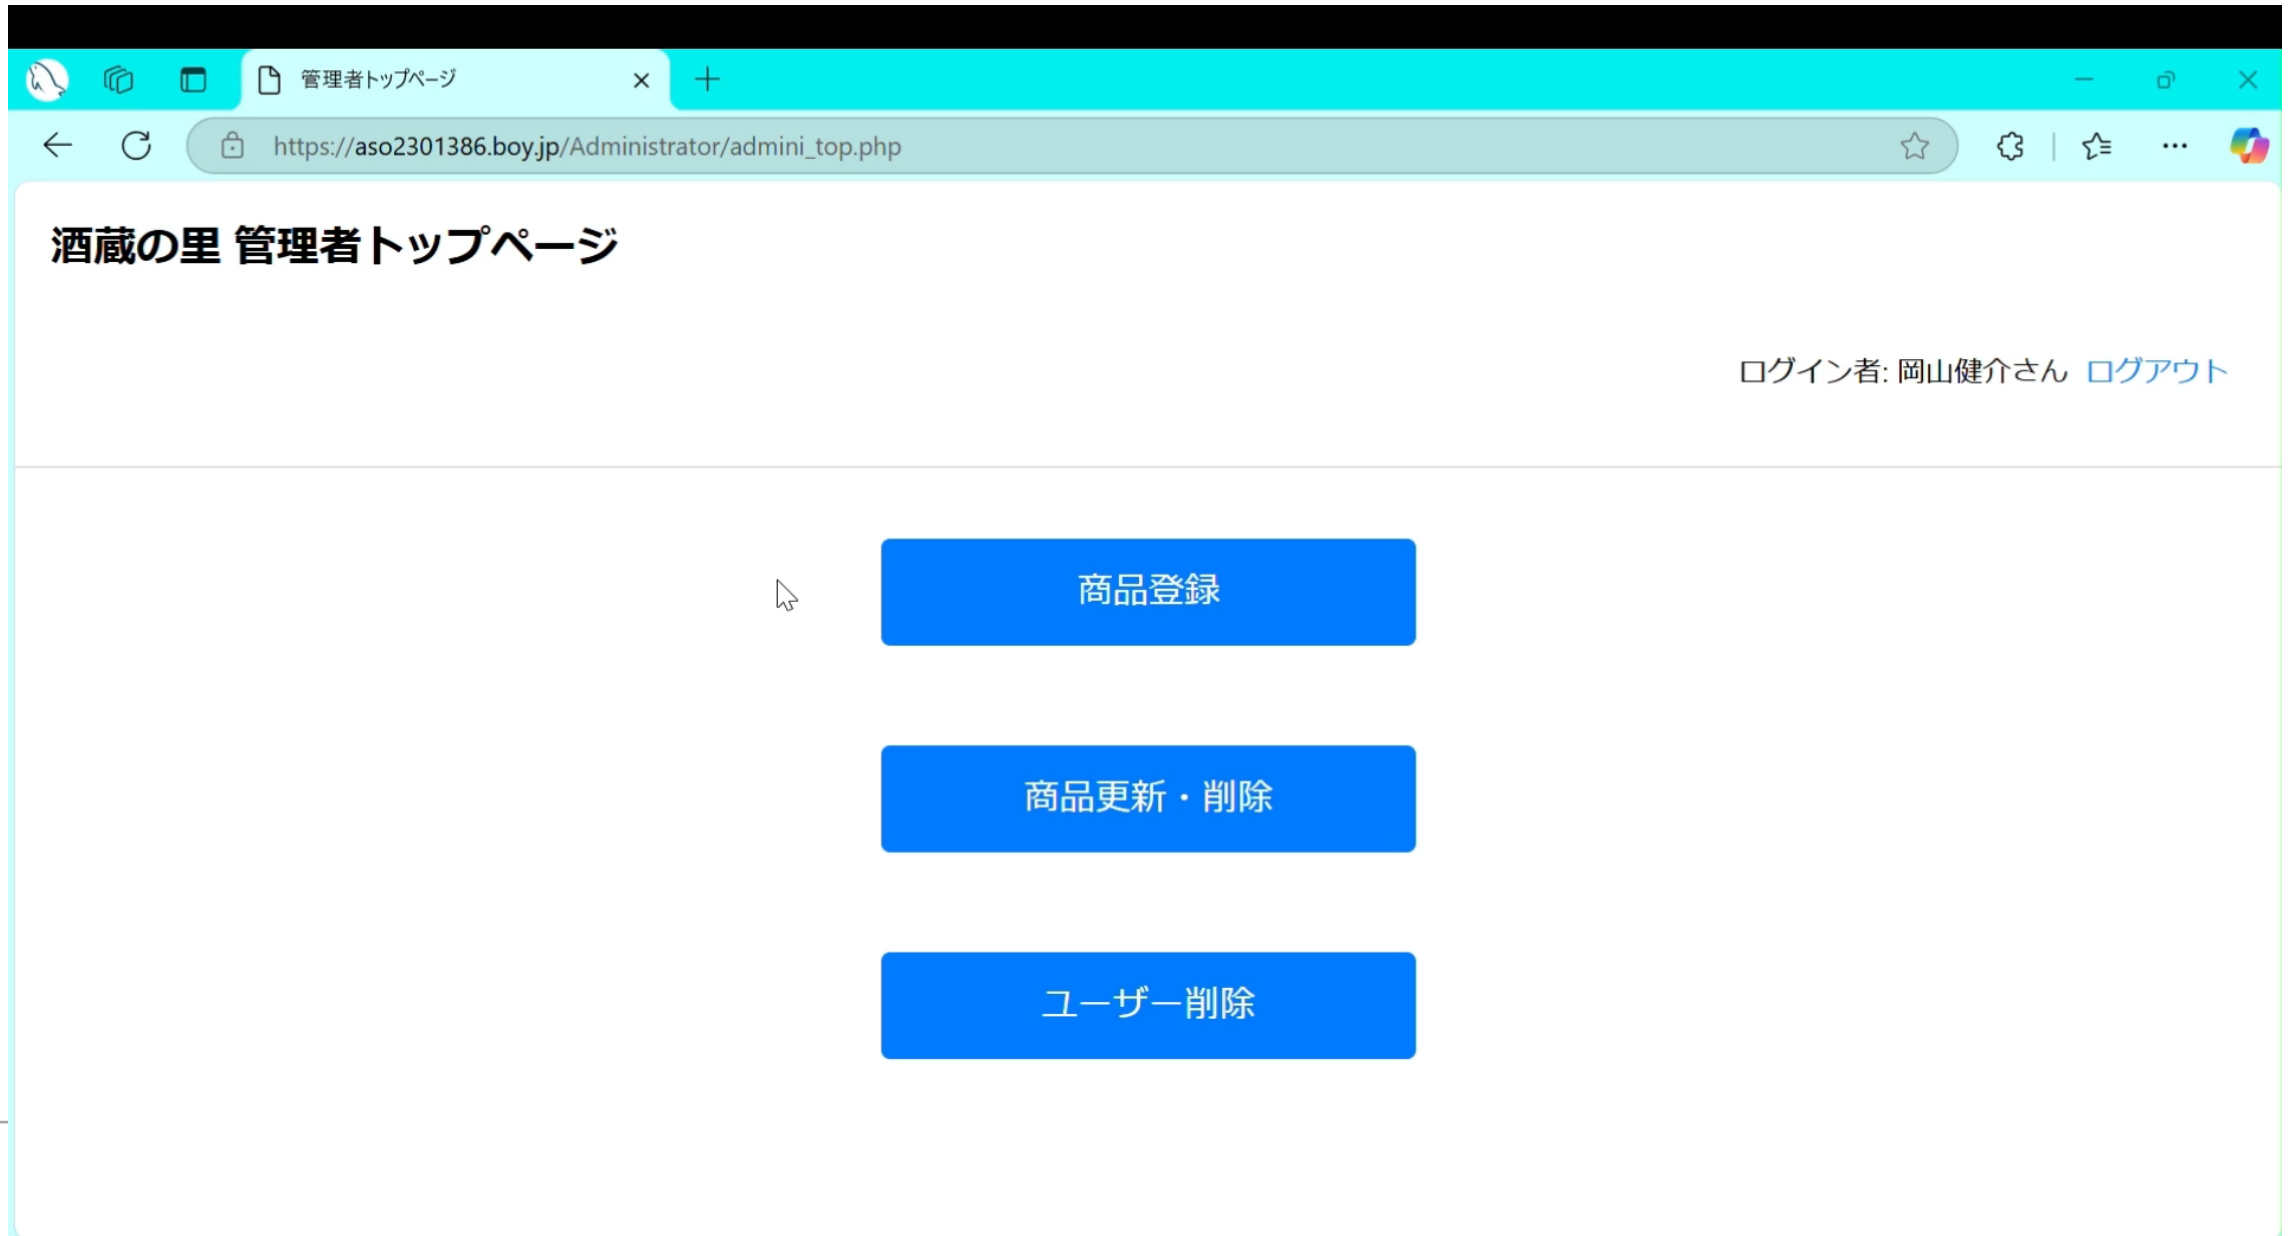 管理者トップページ
https://aso2301386.boy.jp/Administrator/admini_top.php
酒蔵の里 管理者トップページ
ログイン者: 岡山健介さん ログアウト
商品登録
商品更新・削除
ユーザー削除